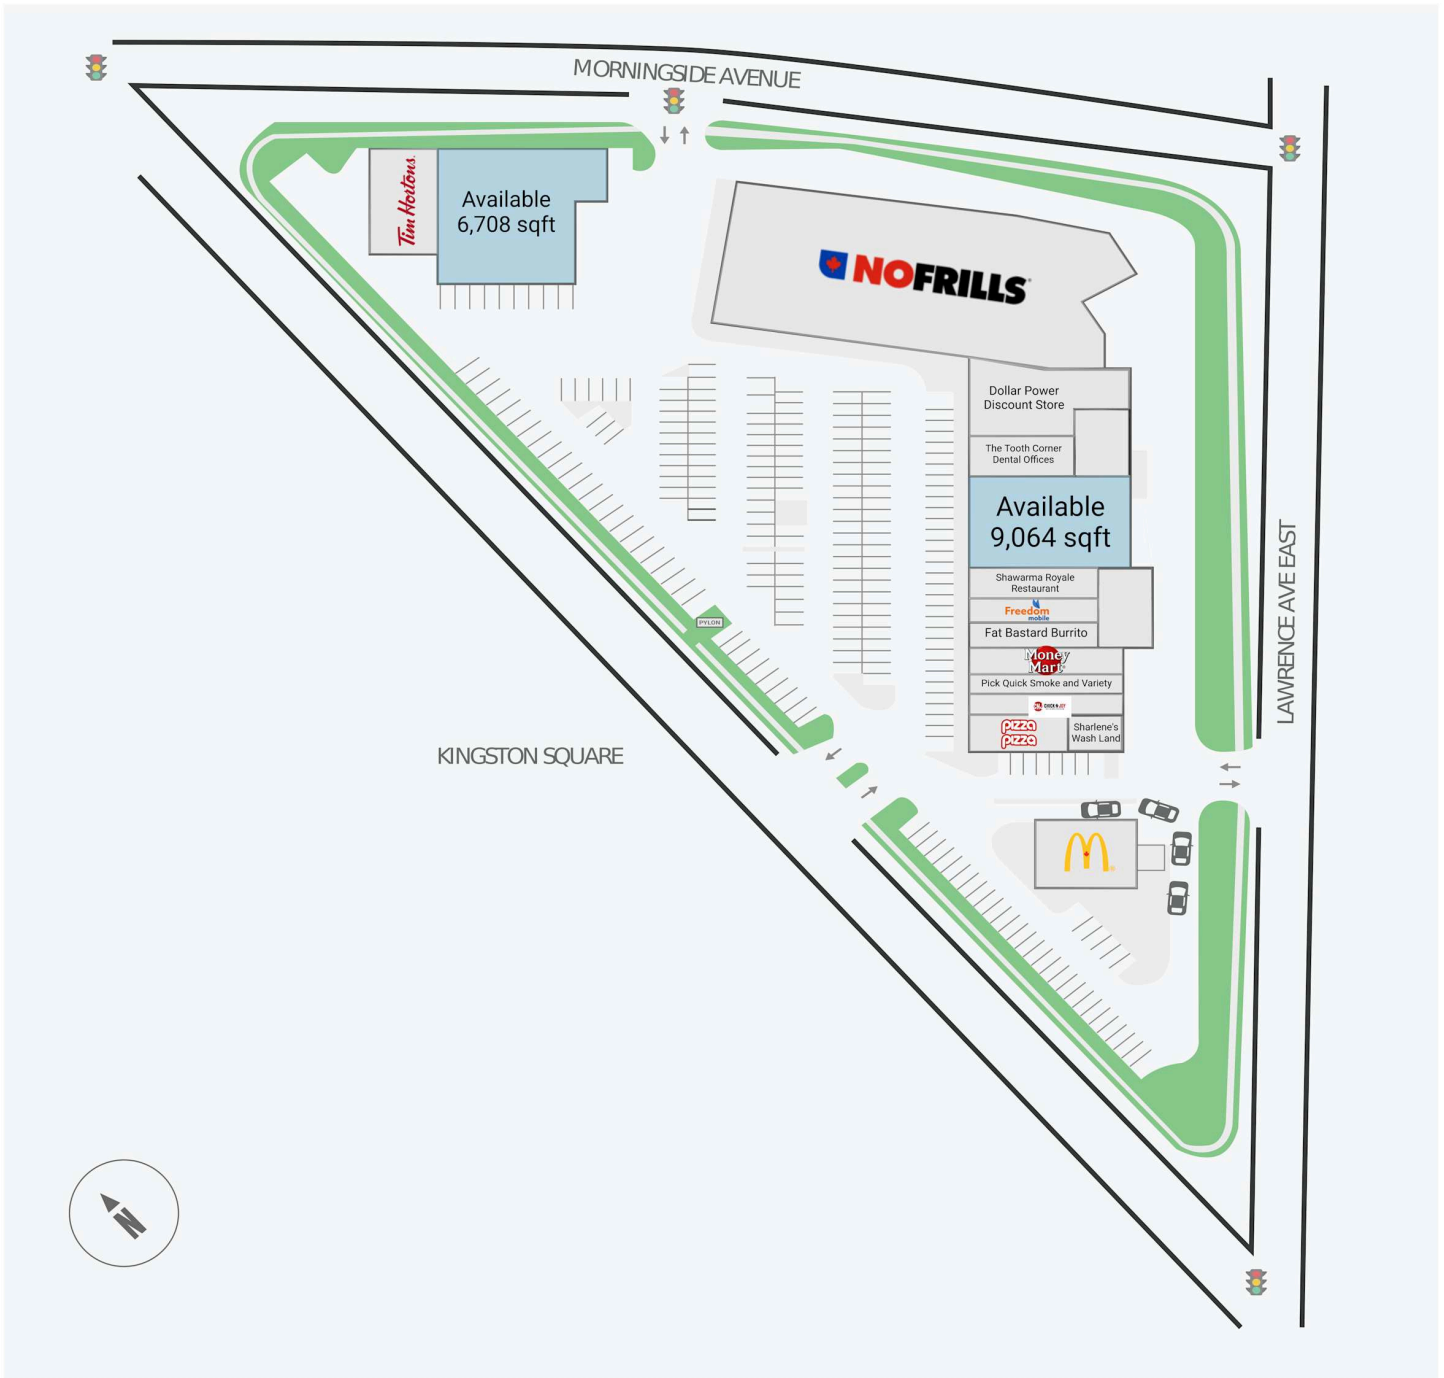 MORNINGSIDE AVENUE
Tim Hortons.
Available
6,708 sqft
NOFRILLS
Dollar Power
Discount Store
The Tooth Corner
Dental Offices
Available
9,064 sqft
Shawarma Royale
Restaurant
Freedom
mobile
Fat Bastard Burrito
Money
Mart
Pick Quick Smoke and Variety
CHICK-N-JOY
pizza
pizza
Sharlene's
Wash Land
PYLON
LAWRENCE AVE EAST
KINGSTON SQUARE
N